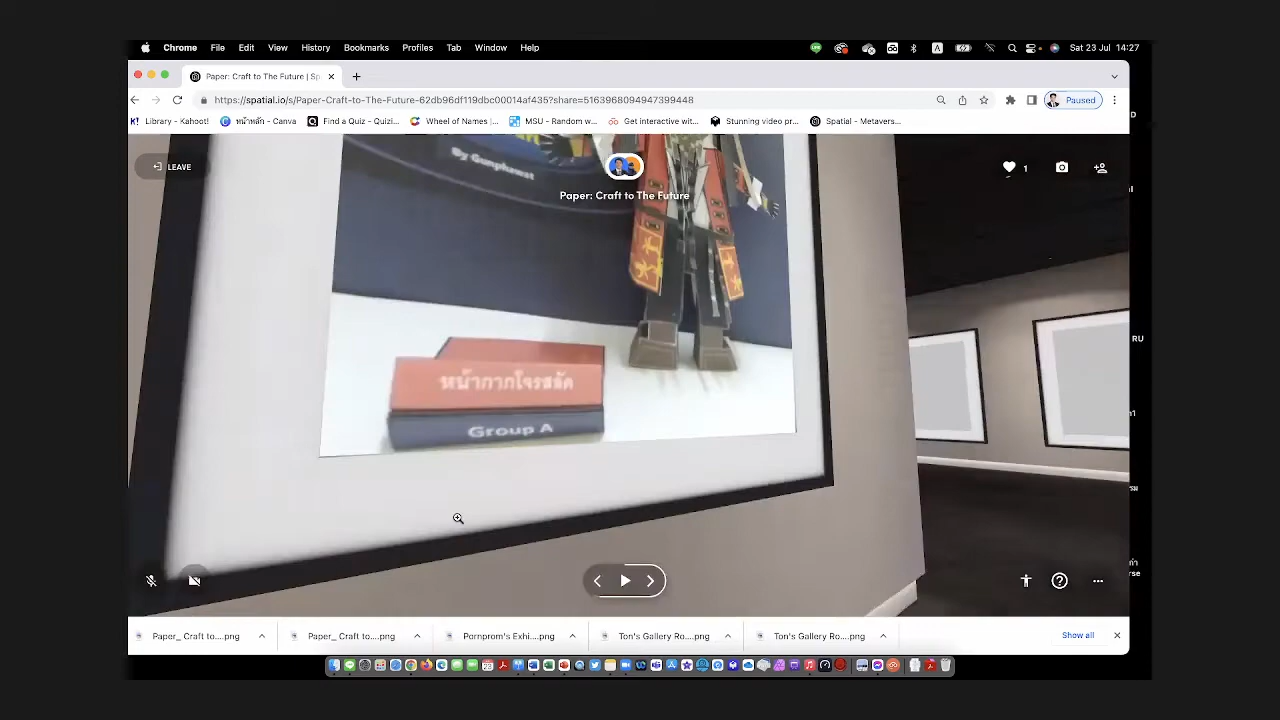 Chrome File Edit View History Bookmarks Profiles Tab Window Help
A
Sat 23 Jul 14:27
Paper: Craft to The Future | Sp
https://spatial.io/s/Paper-Craft-to-The-Future-62db96df119dbc00014af435?share=5163968094947399448
Paused
Library - Kahoot!
หน้าหลัก - Canva
Find a Quiz - Quizi...
Wheel of Names |...
MSU - Random w...
Get interactive wit...
Stunning video pr...
Spatial - Metavers...
LEAVE
By Gunphawat
1
Paper: Craft to The Future
หน้ากากโจรสลัด
Group A
RU
Paper_ Craft to....png
Paper_ Craft to....png
Pornprom's Exhi....png
Ton's Gallery Ro....png
Ton's Gallery Ro....png
Show all